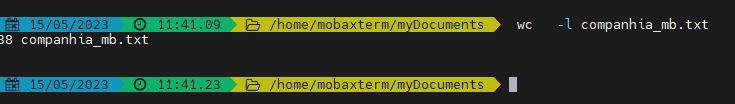 15/05/2023 11:41.09 /home/mobaxterm/myDocuments wc -l companhia_mb.txt
38 companhia_mb.txt
15/05/2023 11:41.23 /home/mobaxterm/myDocuments